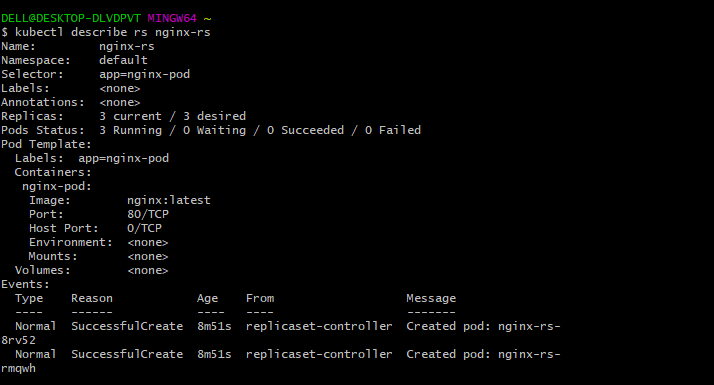 DELL@DESKTOP-DLVDPVT MINGW64 ~
$ kubectl describe rs nginx-rs
Name:         nginx-rs
Namespace:    default
Selector:     app=nginx-pod
Labels:       <none>
Annotations:  <none>
Replicas:     3 current / 3 desired
Pods Status:  3 Running / 0 Waiting / 0 Succeeded / 0 Failed
Pod Template:
  Labels:  app=nginx-pod
  Containers:
   nginx-pod:
    Image:        nginx:latest
    Port:         80/TCP
    Host Port:    0/TCP
    Environment:  <none>
    Mounts:       <none>
  Volumes:        <none>
Events:
  Type    Reason            Age    From                   Message
  ----    ------            ----   ----                   -------
  Normal  SuccessfulCreate  8m51s  replicaset-controller  Created pod: nginx-rs-
8rv52
  Normal  SuccessfulCreate  8m51s  replicaset-controller  Created pod: nginx-rs-
rmqwh